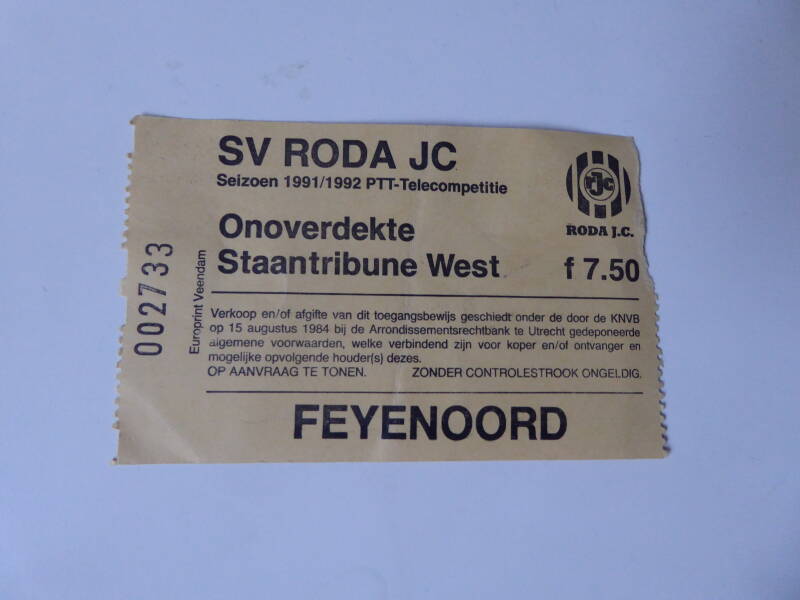 SV RODA JC
Seizoen 1991/1992 PTT-Telecompetitie
RJC
RODA J.C.
Onoverdekte
Staantribune West
f 7.50
002733
Europrint Veendam
Verkoop en/of afgifte van dit toegangsbewijs geschiedt onder de door de KNVB
op 15 augustus 1984 bij de Arrondissementsrechtbank te Utrecht gedeponeerde
algemene voorwaarden, welke verbindend zijn voor koper en/of ontvanger en
mogelijke opvolgende houder(s) dezes.
OP AANVRAAG TE TONEN. ZONDER CONTROLESTROOK ONGELDIG.
FEYENOORD